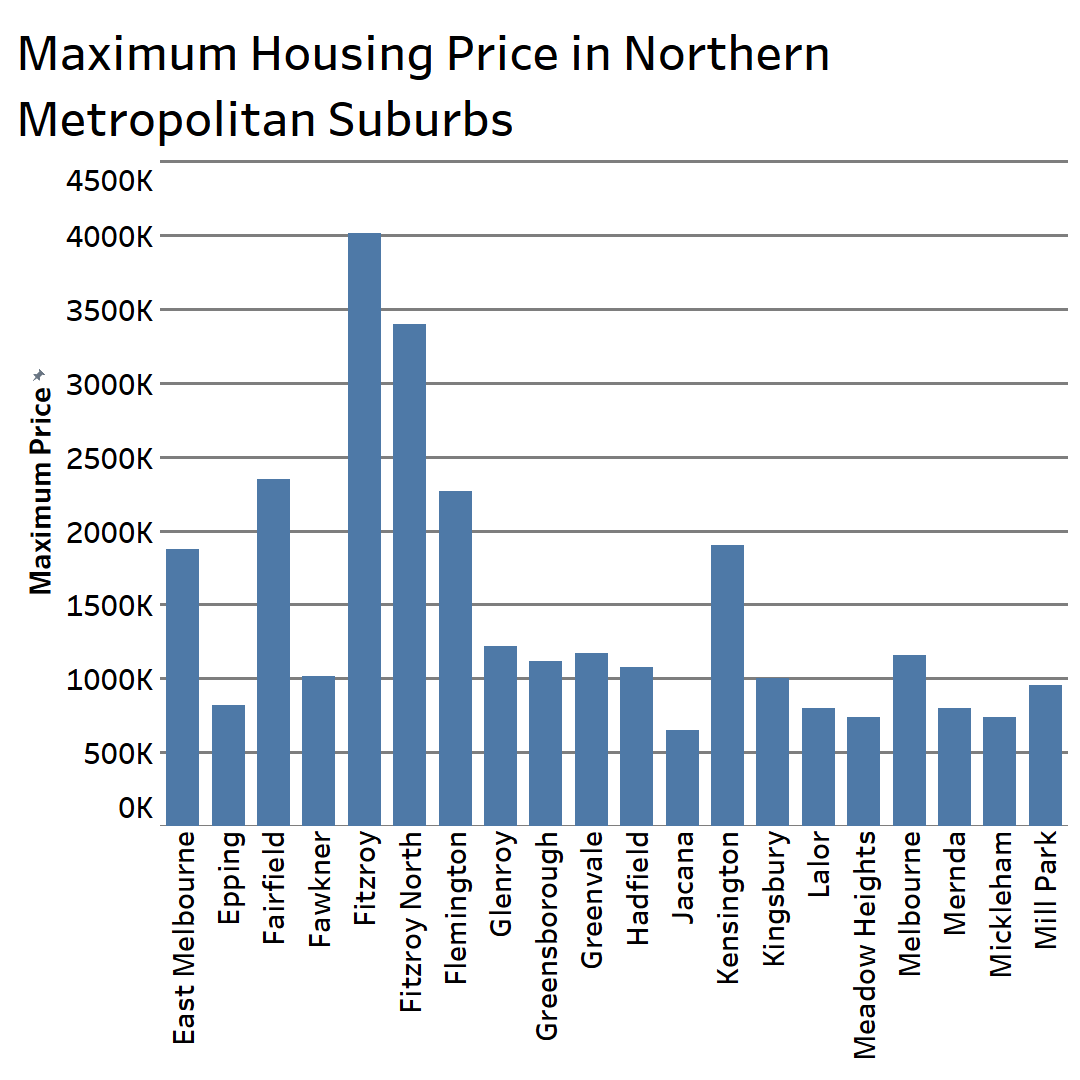 Maximum Housing Price in Northern
Metropolitan Suburbs
4500K
4000K
3500K
3000K
2500K
2000K
1500K
1000K
500K
0K
Maximum Price
East Melbourne
Epping
Fairfield
Fawkner
Fitzroy
Fitzroy North
Flemington
Glenroy
Greensborough
Greenvale
Hadfield
Jacana
Kensington
Kingsbury
Lalor
Meadow Heights
Melbourne
Mernda
Mickleham
Mill Park